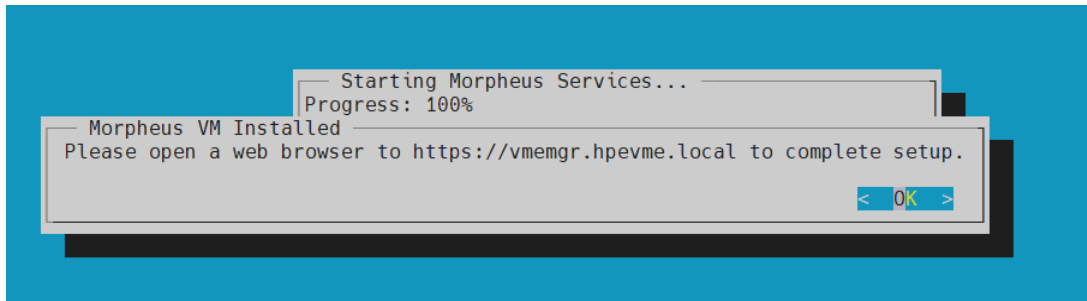 Starting Morpheus Services...
Progress: 100%
Morpheus VM Installed
Please open a web browser to https://vmemgr.hpevme.local to complete setup.
< OK >